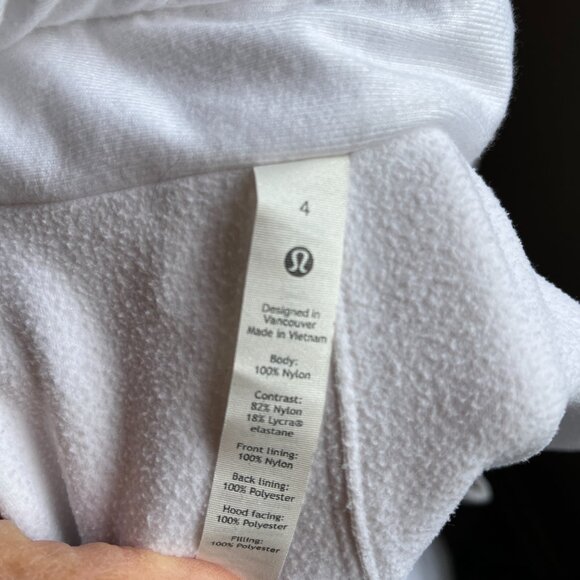 4
Designed in
Vancouver
Made in Vietnam
Body:
100% Nylon
Contrast:
82% Nylon
18% Lycra®
elastane
Front lining:
100% Nylon
Back lining:
100% Polyester
Hood facing:
100% Polyester
Filling:
100% Polyester